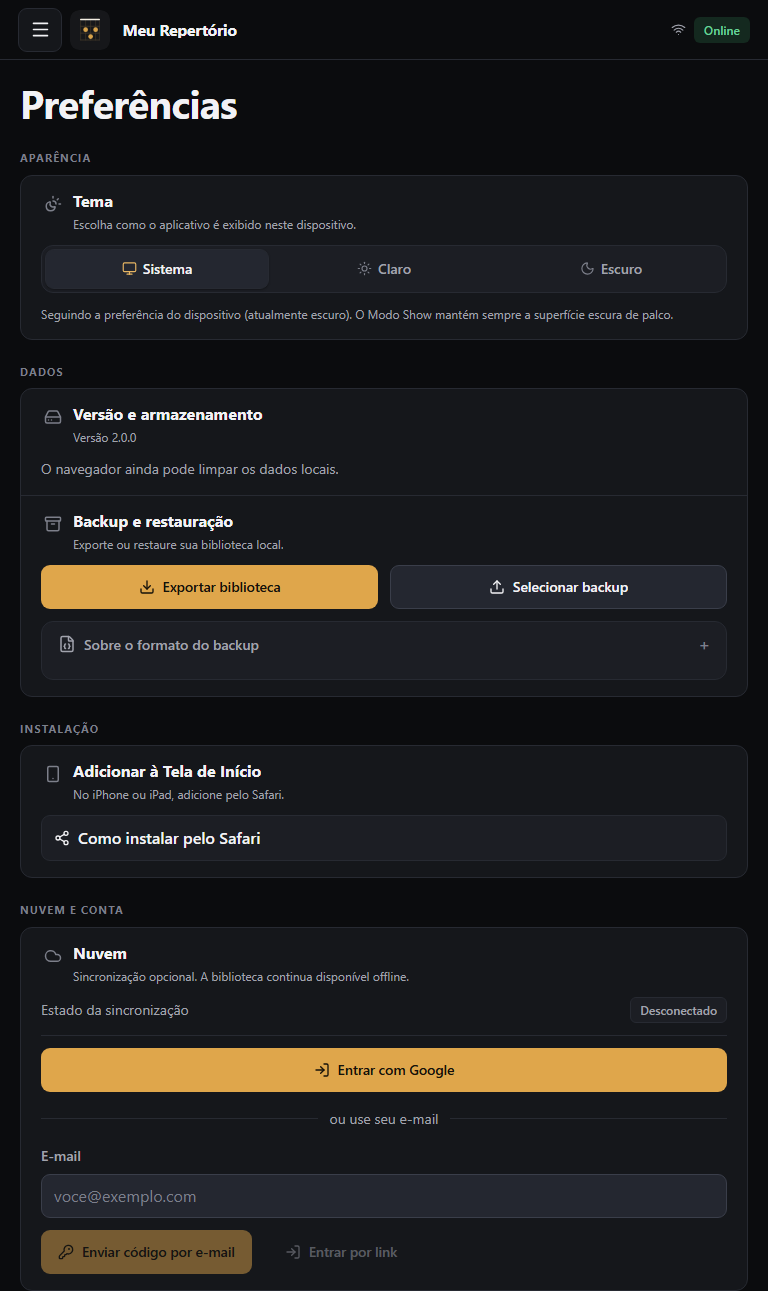 Meu Repertório
Online
Preferências
APARÊNCIA
Tema
Escolha como o aplicativo é exibido neste dispositivo.
Sistema
Claro
Escuro
Seguindo a preferência do dispositivo (atualmente escuro). O Modo Show mantém sempre a superfície escura de palco.
DADOS
Versão e armazenamento
Versão 2.0.0
O navegador ainda pode limpar os dados locais.
Backup e restauração
Exporte ou restaure sua biblioteca local.
Exportar biblioteca
Selecionar backup
Sobre o formato do backup
+
INSTALAÇÃO
Adicionar à Tela de Início
No iPhone ou iPad, adicione pelo Safari.
Como instalar pelo Safari
NUVEM E CONTA
Nuvem
Sincronização opcional. A biblioteca continua disponível offline.
Estado da sincronização
Desconectado
Entrar com Google
ou use seu e-mail
E-mail
voce@exemplo.com
Enviar código por e-mail
Entrar por link